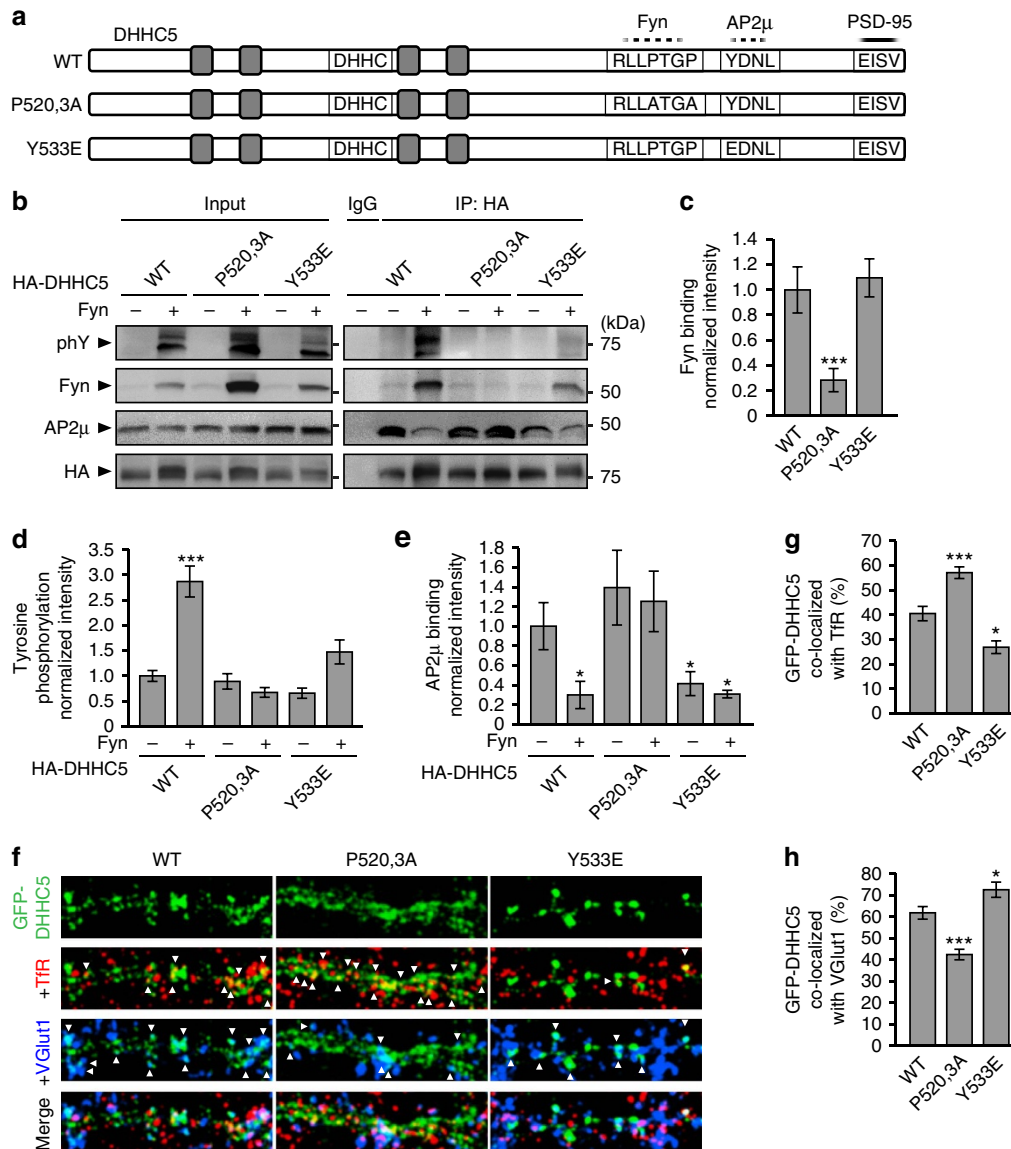 a
DHHC5
Fyn
AP2μ
PSD-95
WT
DHHC
RLLPTGP
YDNL
EISV
P520,3A
DHHC
RLLATGA
YDNL
EISV
Y533E
DHHC
RLLPTGP
EDNL
EISV
b
Input
IgG
IP: HA
HA-DHHC5
WT
P520,3A
Y533E
WT
P520,3A
Y533E
Fyn
– + – + – + – – + – + – +
(kDa)
phY
75
Fyn
50
AP2μ
50
HA
75
c
Fyn binding
normalized intensity
1.4
1.2
1.0
0.8
0.6
0.4
0.2
0
***
WT
P520,3A
Y533E
d
Tyrosine
phosphorylation
normalized intensity
3.5
3.0
2.5
2.0
1.5
1.0
0.5
0
***
Fyn
– + – + – +
HA-DHHC5
WT
P520,3A
Y533E
e
AP2μ binding
normalized intensity
1.8
1.6
1.4
1.2
1.0
0.8
0.6
0.4
0.2
0
*
*
*
Fyn
– + – + – +
HA-DHHC5
WT
P520,3A
Y533E
g
GFP-DHHC5
co-localized
with TfR (%)
70
60
50
40
30
20
10
0
***
*
WT
P520,3A
Y533E
f
WT
P520,3A
Y533E
GFP-
DHHC5
+TfR
+VGlut1
Merge
h
GFP-DHHC5
co-localized
with VGlut1 (%)
80
70
60
50
40
30
20
10
0
***
*
WT
P520,3A
Y533E